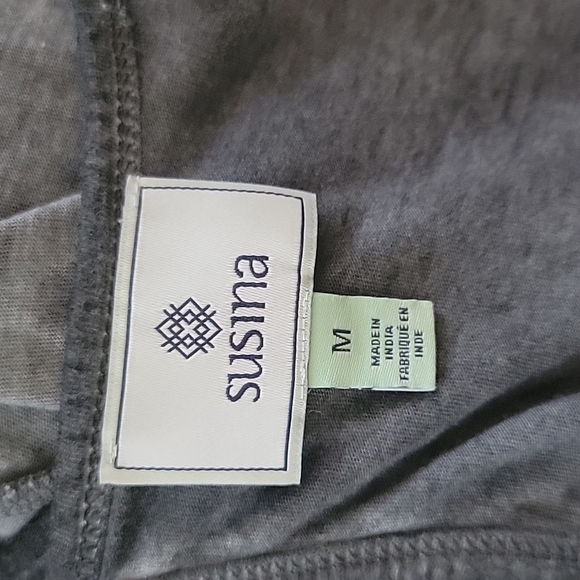 susina
M
MADE IN
INDIA
FABRIQUÉ EN
INDE